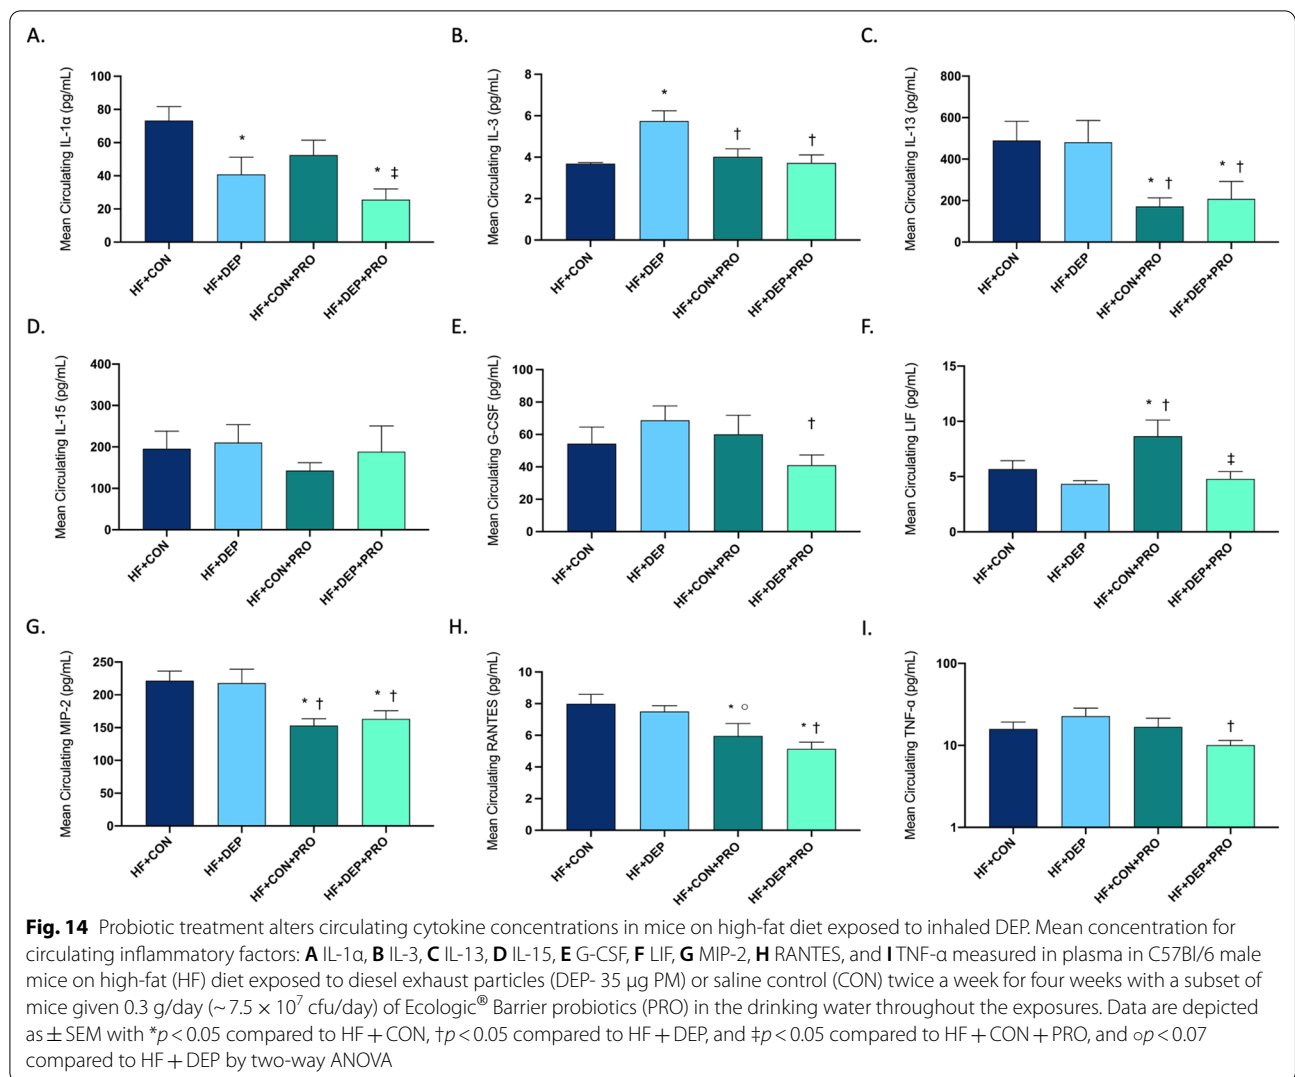 A.
B.
C.
Mean Circulating IL-1α (pg/mL)
100
80
60
40
20
0
*
* ‡
HF+CON
HF+DEP
HF+CON+PRO
HF+DEP+PRO
Mean Circulating IL-3 (pg/mL)
8
6
4
2
0
*
†
†
HF+CON
HF+DEP
HF+CON+PRO
HF+DEP+PRO
Mean Circulating IL-13 (pg/mL)
800
600
400
200
0
* †
* †
HF+CON
HF+DEP
HF+CON+PRO
HF+DEP+PRO
D.
E.
F.
Mean Circulating IL-15 (pg/mL)
400
300
200
100
0
HF+CON
HF+DEP
HF+CON+PRO
HF+DEP+PRO
Mean Circulating G-CSF (pg/mL)
100
80
60
40
20
0
†
HF+CON
HF+DEP
HF+CON+PRO
HF+DEP+PRO
Mean Circulating LIF (pg/mL)
15
10
5
0
* †
‡
HF+CON
HF+DEP
HF+CON+PRO
HF+DEP+PRO
G.
H.
I.
Mean Circulating MIP-2 (pg/mL)
250
200
150
100
50
0
* †
* †
HF+CON
HF+DEP
HF+CON+PRO
HF+DEP+PRO
Mean Circulating RANTES (pg/mL)
10
8
6
4
2
0
* ○
* †
HF+CON
HF+DEP
HF+CON+PRO
HF+DEP+PRO
Mean Circulating TNF-α (pg/mL)
100
10
1
†
HF+CON
HF+DEP
HF+CON+PRO
HF+DEP+PRO
Fig. 14 Probiotic treatment alters circulating cytokine concentrations in mice on high-fat diet exposed to inhaled DEP. Mean concentration for
circulating inflammatory factors: A IL-1α, B IL-3, C IL-13, D IL-15, E G-CSF, F LIF, G MIP-2, H RANTES, and I TNF-α measured in plasma in C57Bl/6 male
mice on high-fat (HF) diet exposed to diesel exhaust particles (DEP- 35 µg PM) or saline control (CON) twice a week for four weeks with a subset of
mice given 0.3 g/day (~ 7.5 × 10⁷ cfu/day) of Ecologic® Barrier probiotics (PRO) in the drinking water throughout the exposures. Data are depicted
as ± SEM with *p < 0.05 compared to HF + CON, †p < 0.05 compared to HF + DEP, and ‡p < 0.05 compared to HF + CON + PRO, and ○p < 0.07
compared to HF + DEP by two-way ANOVA